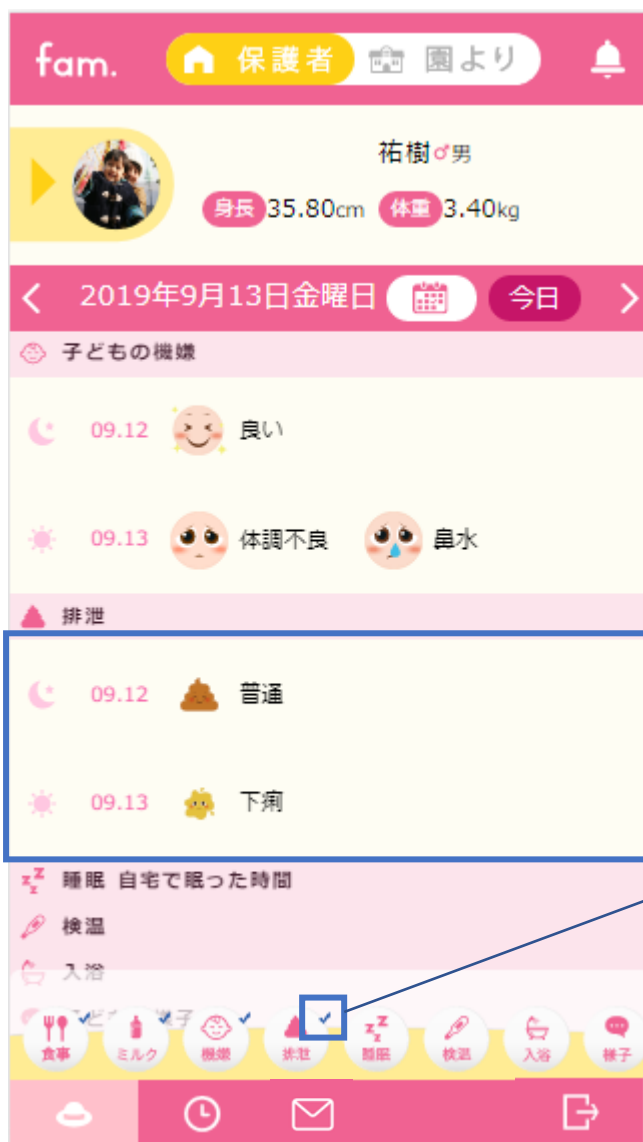 fam. 保護者 園より
祐樹♂男
身長 35.80cm 体重 3.40kg
2019年9月13日金曜日 今日
子どもの機嫌
09.12 良い
09.13 体調不良 鼻水
排泄
09.12 普通
09.13 下痢
睡眠 自宅で眠った時間
検温
入浴
食事 ミルク 機嫌 排泄 睡眠 検温 入浴 様子